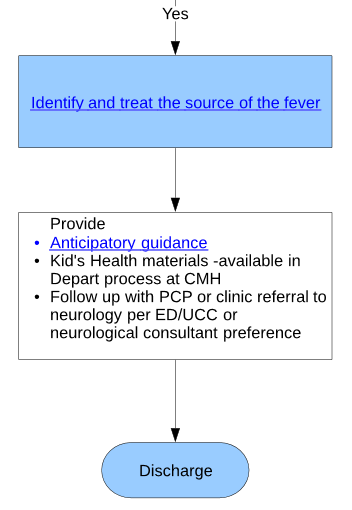 Yes
Identify and treat the source of the fever
Provide
• Anticipatory guidance
• Kid's Health materials -available in
Depart process at CMH
• Follow up with PCP or clinic referral to
neurology per ED/UCC or
neurological consultant preference
Discharge